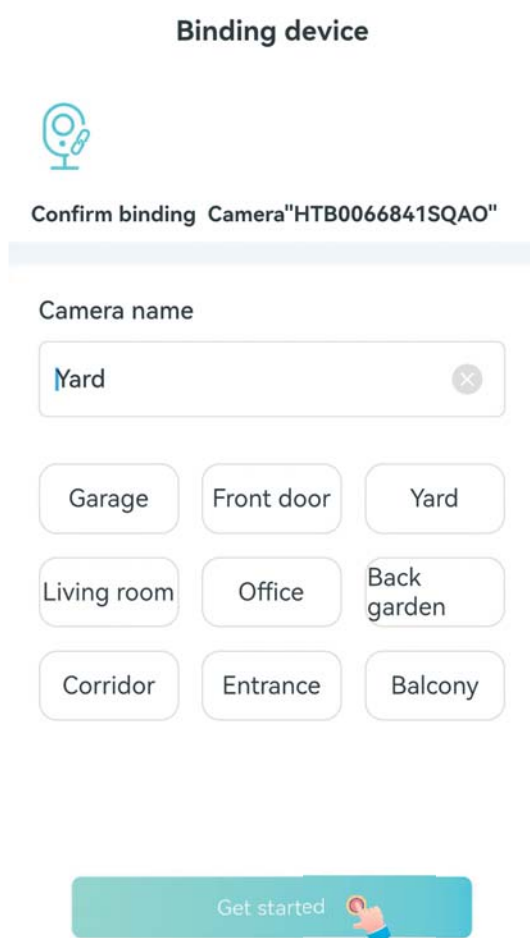 Binding device
Confirm binding Camera"HTB0066841SQAO"
Camera name
Yard
Garage
Front door
Yard
Living room
Office
Back
garden
Corridor
Entrance
Balcony
Get started